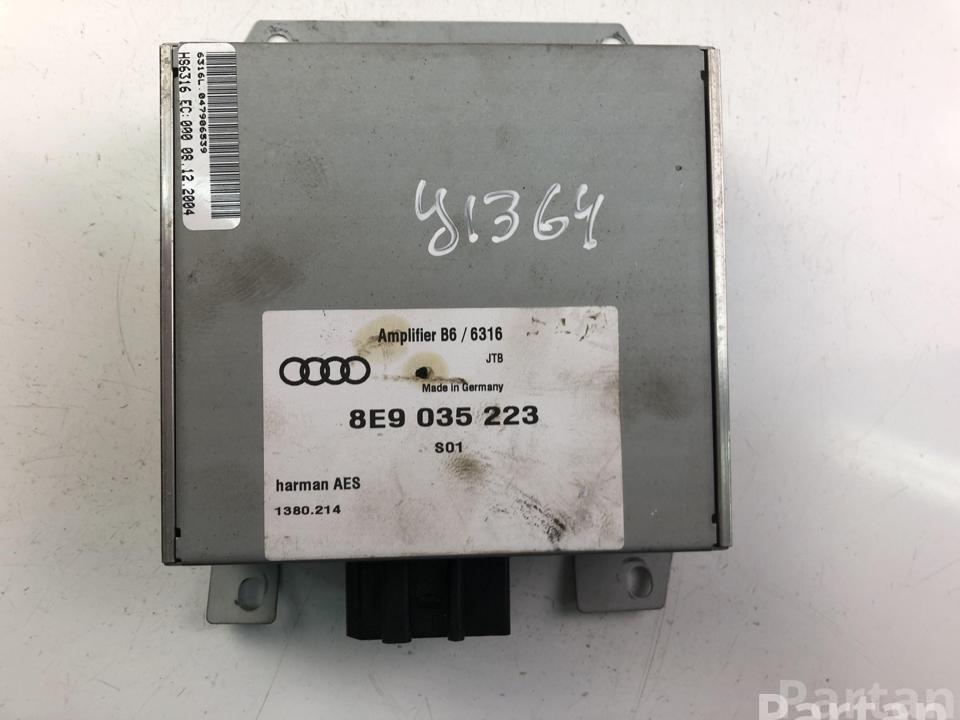 6316L.047906539
HS6316 EC:000 08.12.2004
y1364
Amplifier B6 / 6316
JTB
Made in Germany
8E9 035 223
S01
harman AES
1380.214
Partan
Partan